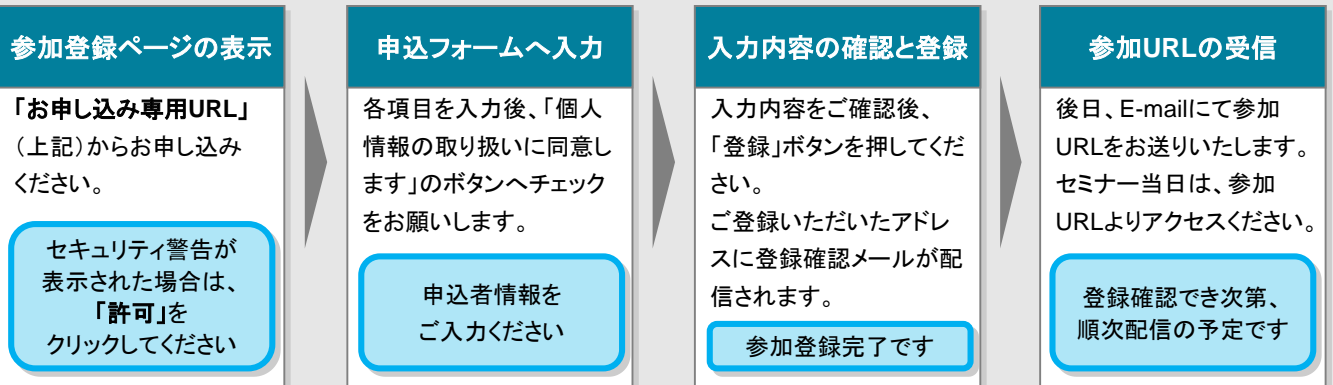 参加登録ページの表示
「お申し込み専用URL」
（上記）からお申し込み
ください。
セキュリティ警告が
表示された場合は、
「許可」を
クリックしてください
申込フォームへ入力
各項目を入力後、「個人
情報の取り扱いに同意し
ます」のボタンへチェック
をお願いします。
申込者情報を
ご入力ください
入力内容の確認と登録
入力内容をご確認後、
「登録」ボタンを押してくだ
さい。
ご登録いただいたアドレ
スに登録確認メールが配
信されます。
参加登録完了です
参加URLの受信
後日、E-mailにて参加
URLをお送りいたします。
セミナー当日は、参加
URLよりアクセスください。
登録確認でき次第、
順次配信の予定です